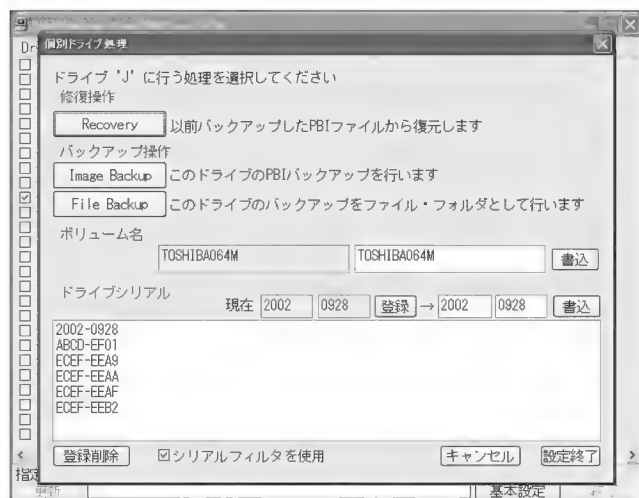 個別ドライブ処理
ドライブ 'J' に行う処理を選択してください
修復操作
Recovery 以前バックアップしたPBIファイルから復元します
バックアップ操作
Image Backup このドライブのPBIバックアップを行います
File Backup このドライブのバックアップをファイル・フォルダとして行います
ボリューム名
TOSHIBA064M TOSHIBA064M 書込
ドライブシリアル 現在 2002 0928 登録 → 2002 0928 書込
2002-0928
ABCD-EF01
ECEF-EEA9
ECEF-EEAA
ECEF-EEAF
ECEF-EEB2
登録削除 シリアルフィルタを使用 キャンセル 設定終了
基本設定